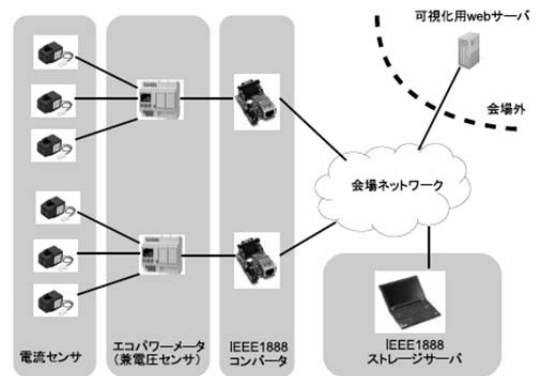 可視化用webサーバ
会場外
会場ネットワーク
電流センサ
エコパワーメータ
(兼電圧センサ)
IEEE1888
コンバータ
IEEE1888
ストレージサーバ